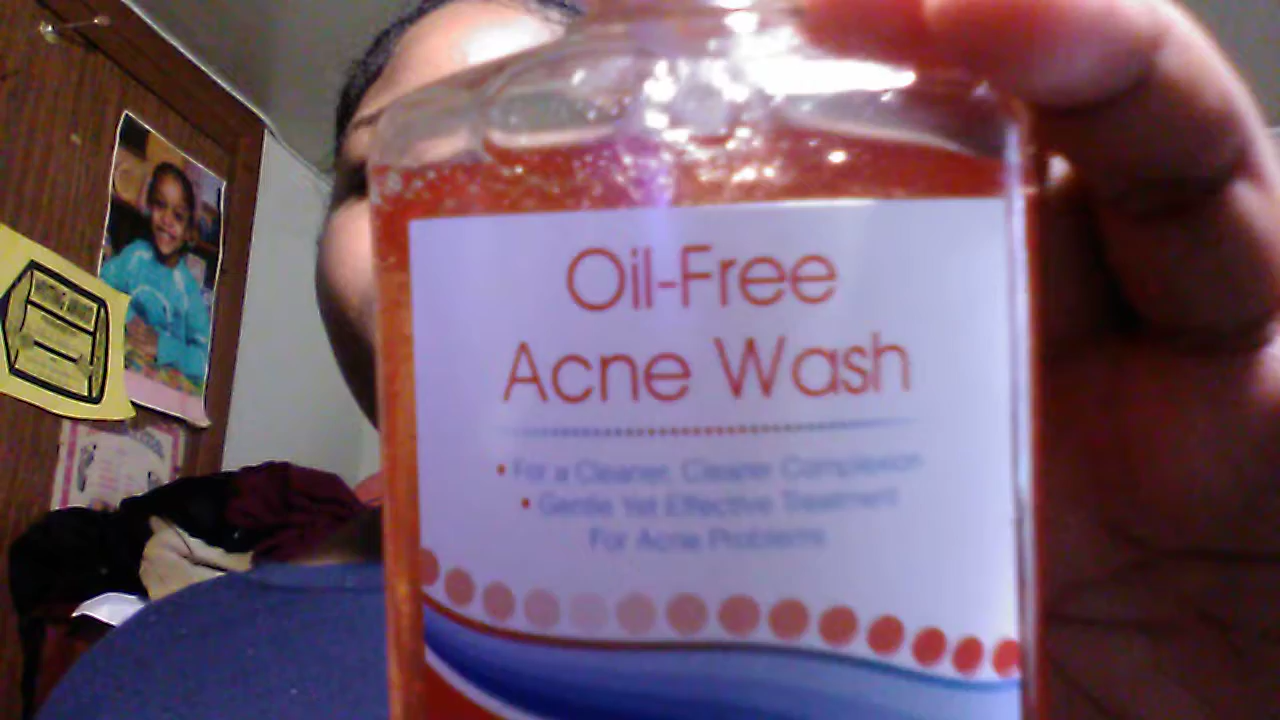 Oil-Free
Acne Wash
• For a Cleaner, Clearer Complexion
• Gentle Yet Effective Treatment
For Acne Problems